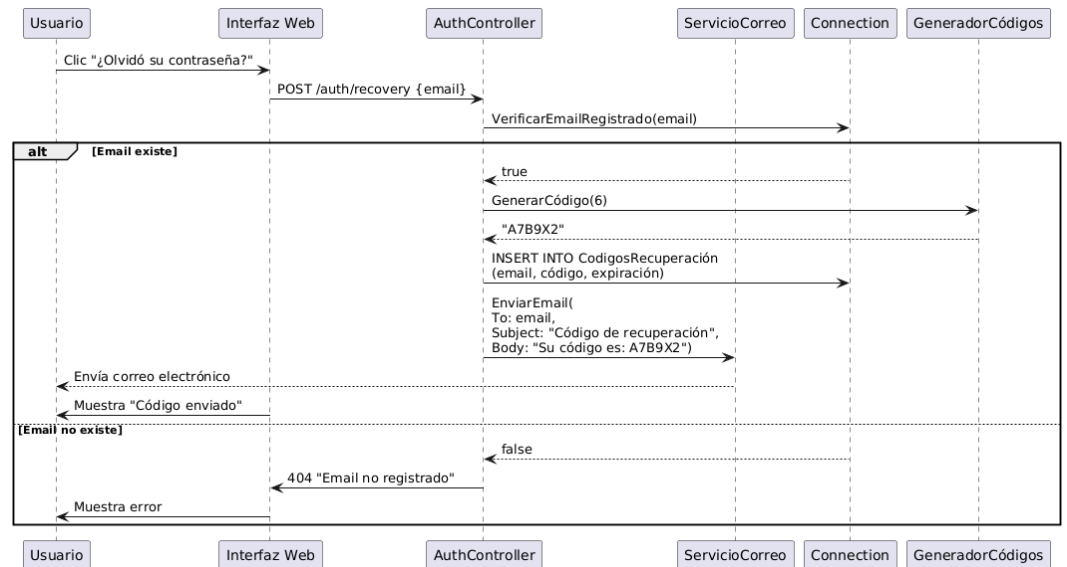 Usuario
Interfaz Web
AuthController
ServicioCorreo
Connection
GeneradorCódigos
Clic "¿Olvidó su contraseña?"
POST /auth/recovery {email}
VerificarEmailRegistrado(email)
alt
[Email existe]
true
GenerarCódigo(6)
"A7B9X2"
INSERT INTO CodigosRecuperación
(email, código, expiración)
EnviarEmail(
To: email,
Subject: "Código de recuperación",
Body: "Su código es: A7B9X2")
Envía correo electrónico
Muestra "Código enviado"
[Email no existe]
false
404 "Email no registrado"
Muestra error
Usuario
Interfaz Web
AuthController
ServicioCorreo
Connection
GeneradorCódigos